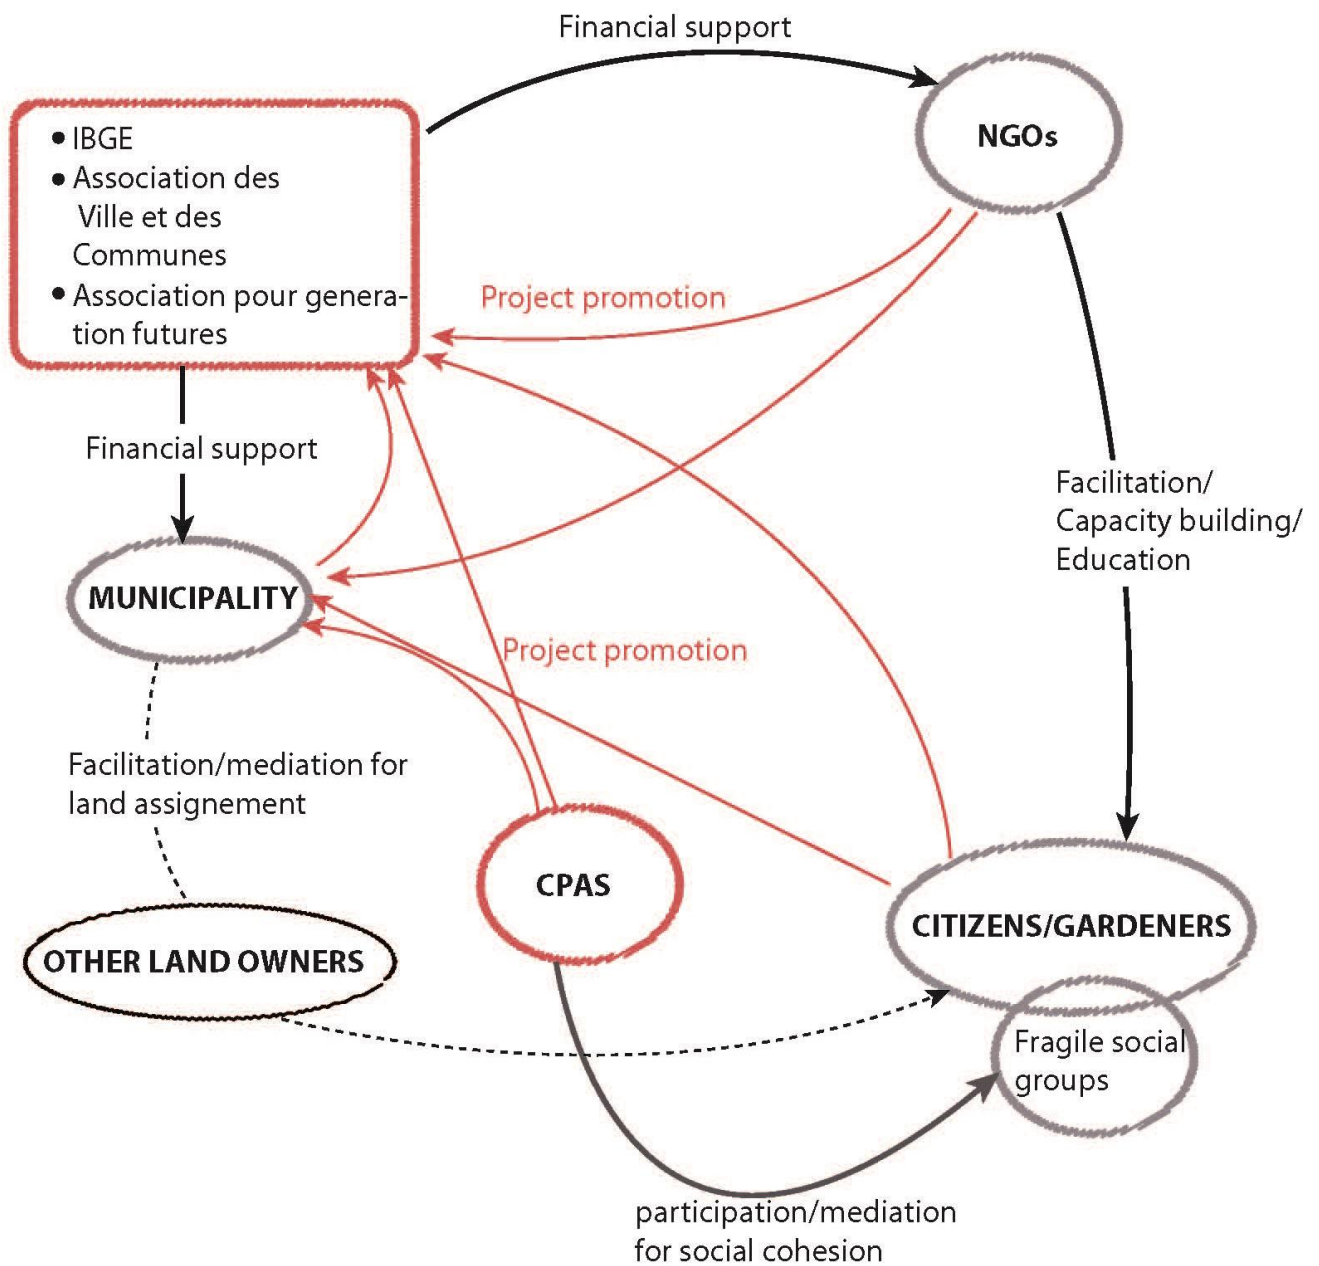 Financial support
NGOs
• IBGE
• Association des
Ville et des
Communes
• Association pour genera-
tion futures
Project promotion
Financial support
Facilitation/
Capacity building/
Education
MUNICIPALITY
Project promotion
Facilitation/mediation for
land assignement
CPAS
CITIZENS/GARDENERS
OTHER LAND OWNERS
Fragile social
groups
participation/mediation
for social cohesion